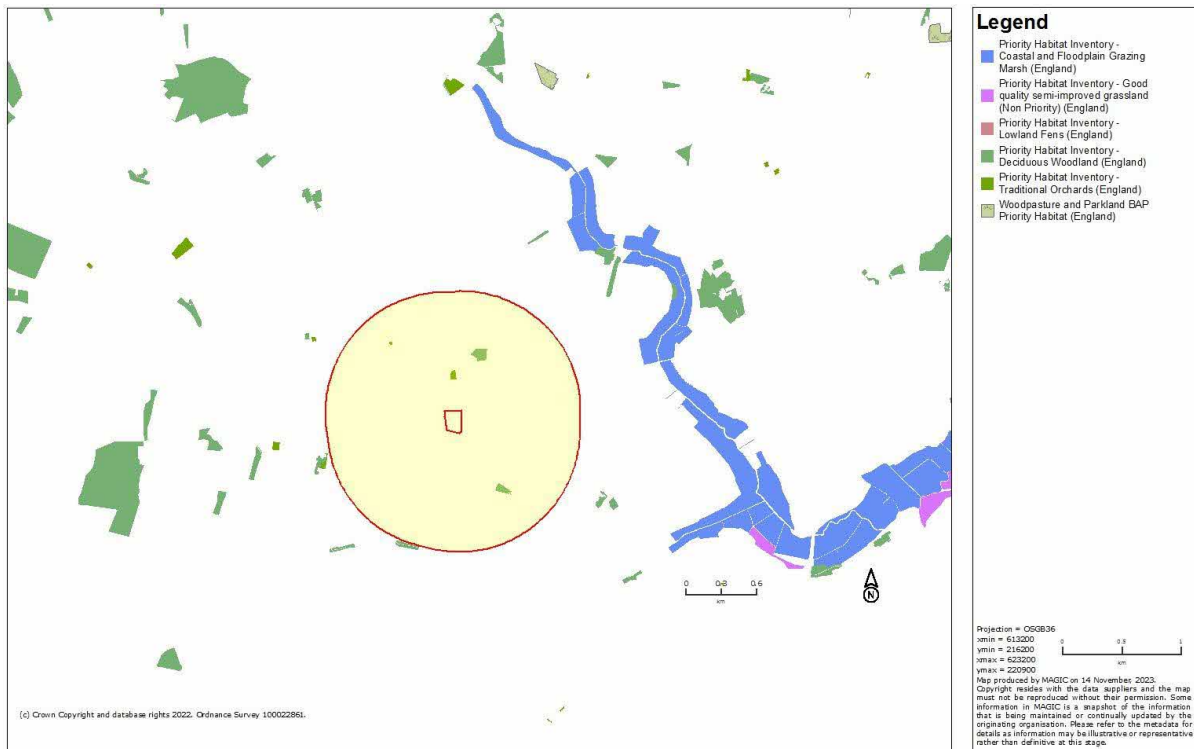 Legend
Priority Habitat Inventory -
Coastal and Floodplain Grazing
Marsh (England)
Priority Habitat Inventory - Good
quality semi-improved grassland
(Non Priority) (England)
Priority Habitat Inventory -
Lowland Fens (England)
Priority Habitat Inventory -
Deciduous Woodland (England)
Priority Habitat Inventory -
Traditional Orchards (England)
Woodpasture and Parkland BAP
Priority Habitat (England)
0 0.3 0.6
km
N
(c) Crown Copyright and database rights 2022. Ordnance Survey 100022861.
Projection = OSGB36
xmin = 613200
ymin = 216200
xmax = 623200
ymax = 220900
0 0.5 1
km
Map produced by MAGIC on 14 November, 2023.
Copyright resides with the data suppliers and the map
must not be reproduced without their permission. Some
information in MAGIC is a snapshot of the information
that is being maintained or continually updated by the
originating organisation. Please refer to the metadata for
details as information may be illustrative or representative
rather than definitive at this stage.